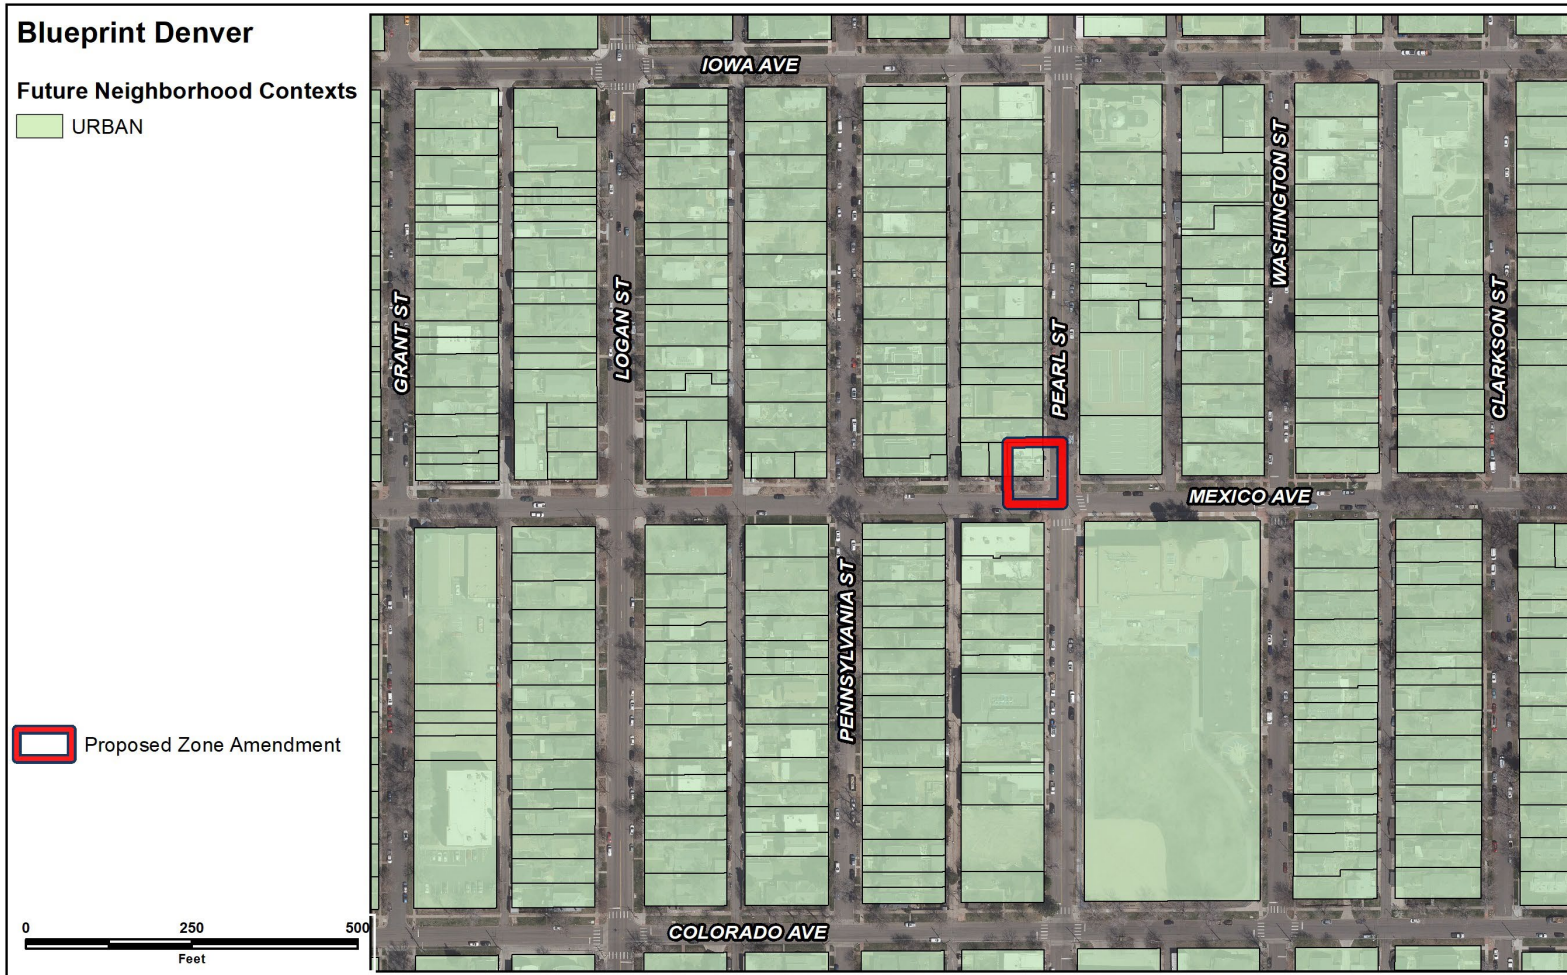 Blueprint Denver
Future Neighborhood Contexts
URBAN
Proposed Zone Amendment
0 250 500
Feet
IOWA AVE
GRANT ST
LOGAN ST
PENNSYLVANIA ST
PEARL ST
WASHINGTON ST
CLARKSON ST
MEXICO AVE
COLORADO AVE